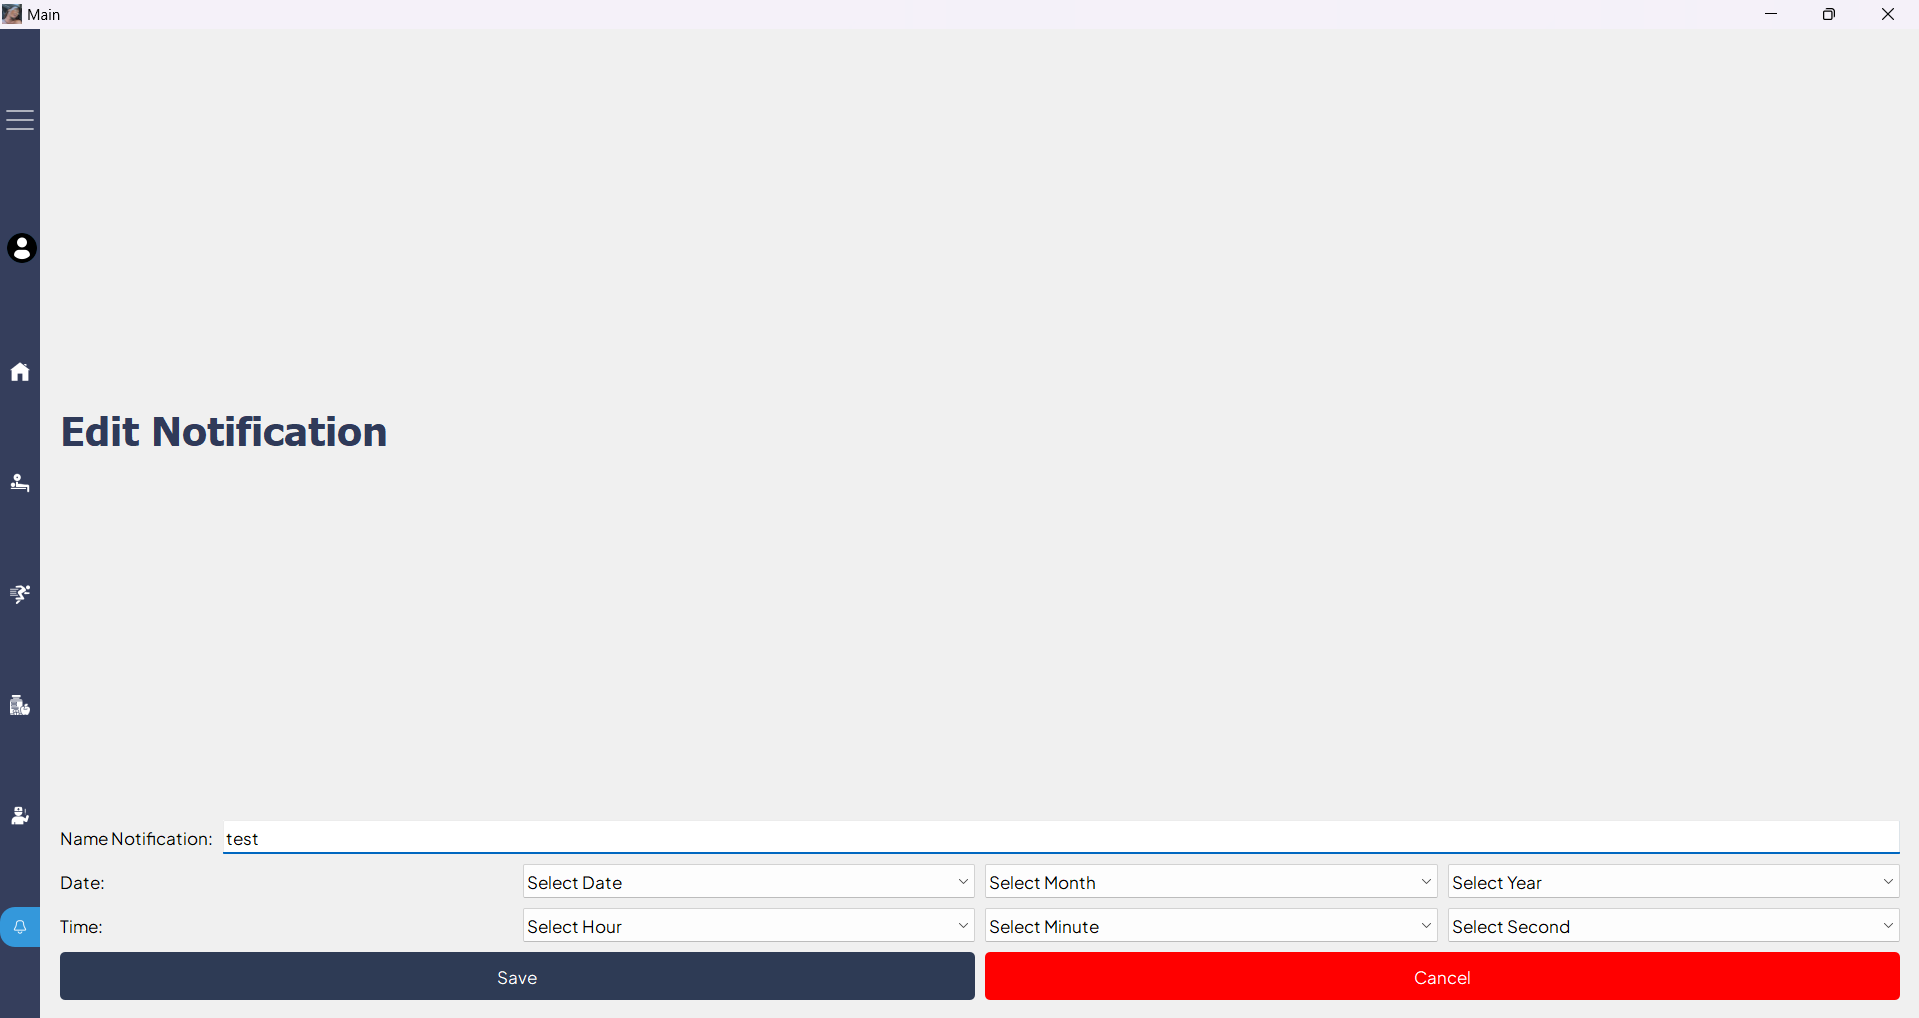 Main
Edit Notification
Name Notification: test
Date: Select Date Select Month Select Year
Time: Select Hour Select Minute Select Second
Save Cancel